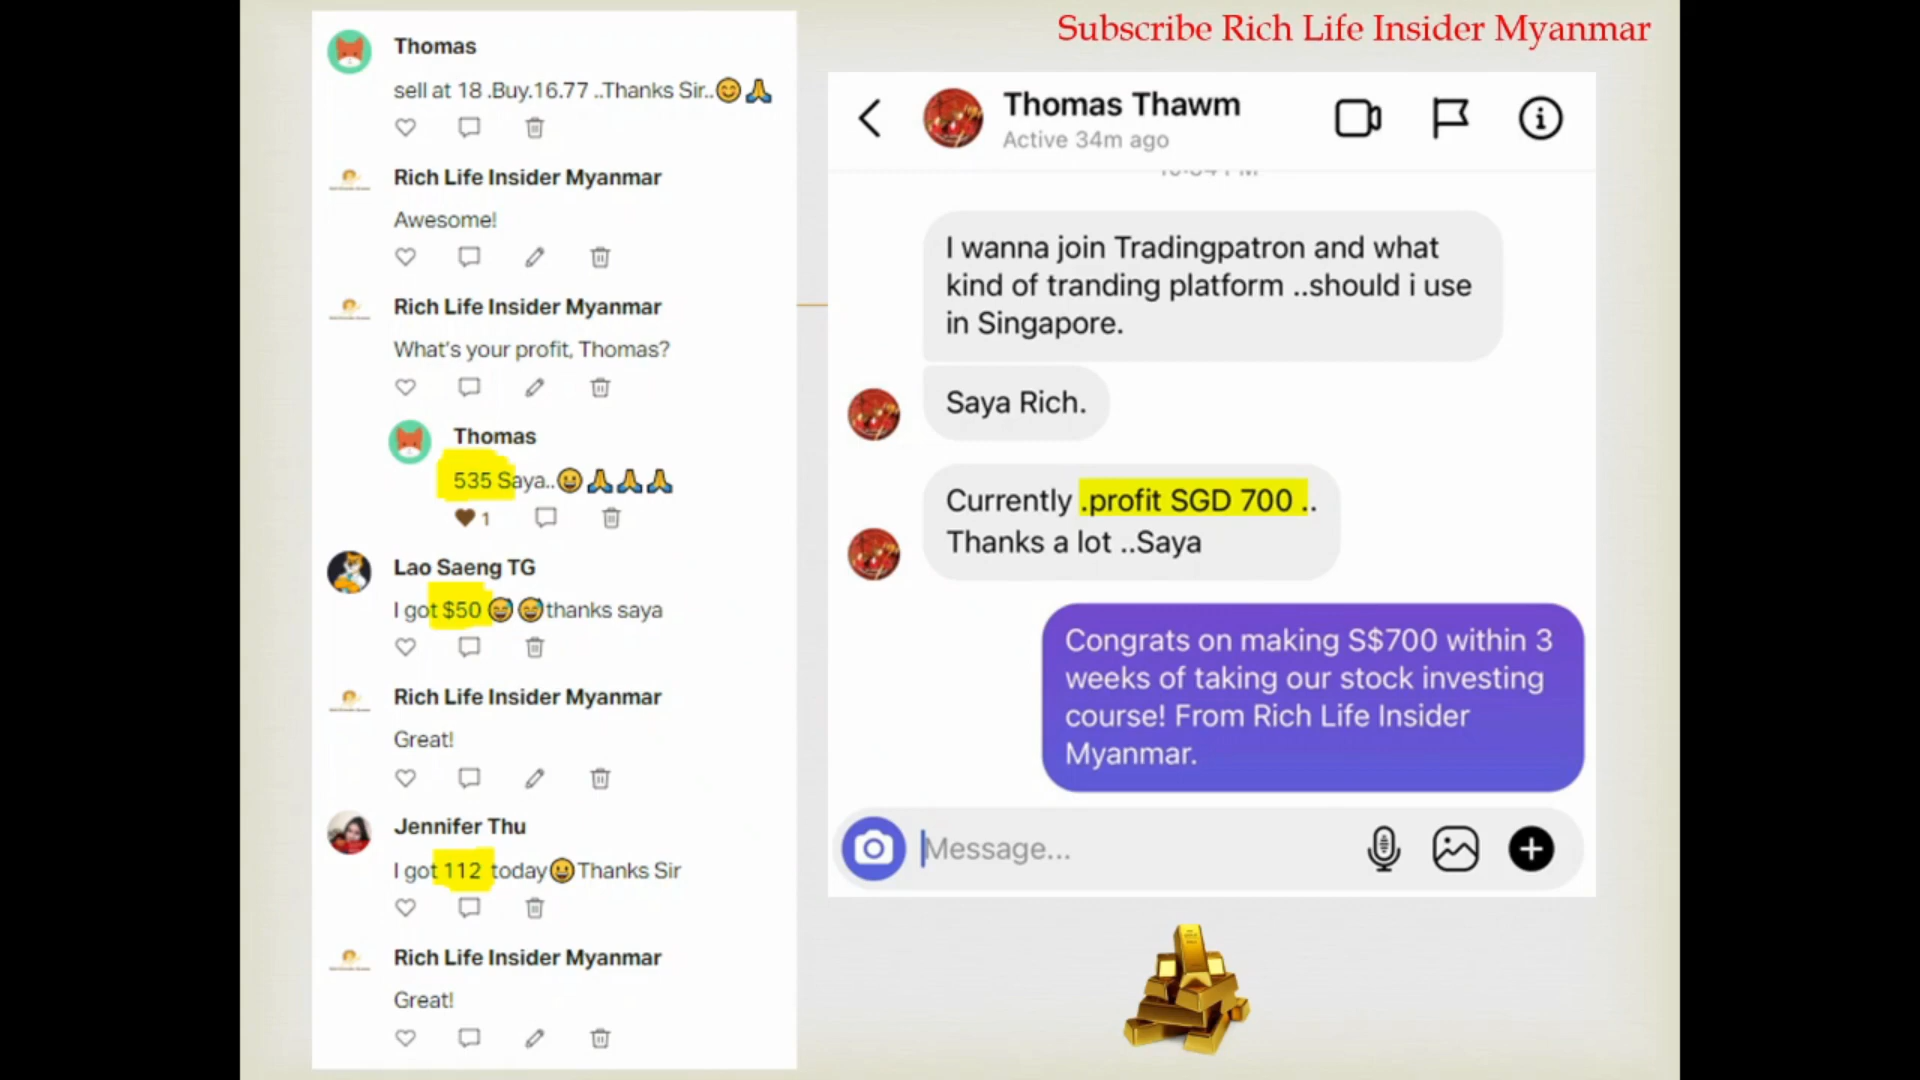 Subscribe Rich Life Insider Myanmar
Thomas
sell at 18 .Buy.16.77 ..Thanks Sir..😊🙏
Rich Life Insider Myanmar
Awesome!
Rich Life Insider Myanmar
What's your profit, Thomas?
Thomas
535 Saya..😀🙏🙏🙏
1
Lao Saeng TG
I got $50 😅😅thanks saya
Rich Life Insider Myanmar
Great!
Jennifer Thu
I got 112 today😀Thanks Sir
Rich Life Insider Myanmar
Great!
Thomas Thawm
Active 34m ago
I wanna join Tradingpatron and what
kind of tranding platform ..should i use
in Singapore.
Saya Rich.
Currently .profit SGD 700 ..
Thanks a lot ..Saya
Congrats on making S$700 within 3
weeks of taking our stock investing
course! From Rich Life Insider
Myanmar.
Message...